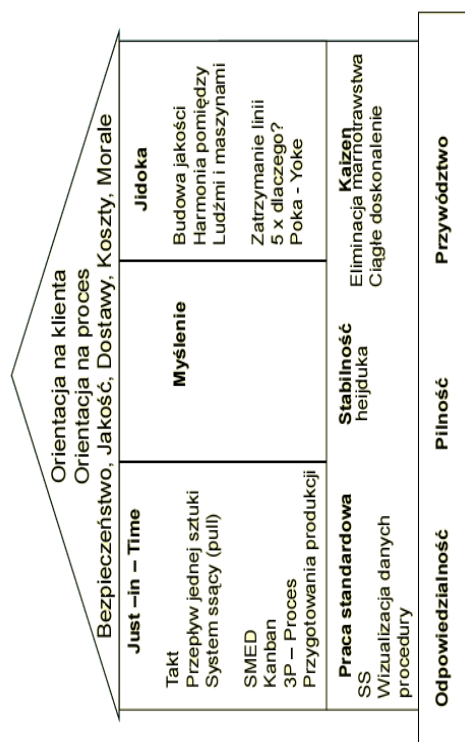 Orientacja na klienta
Orientacja na proces
Bezpieczeństwo, Jakość, Dostawy, Koszty, Morale
Just –in – Time
Takt
Przepływ jednej sztuki
System ssący (pull)
SMED
Kanban
3P – Proces
Przygotowania produkcji
Myślenie
Jidoka
Budowa jakości
Harmonia pomiędzy
Ludźmi i maszynami
Zatrzymanie linii
5 x dlaczego?
Poka - Yoke
Praca standardowa
SS
Wizualizacja danych
procedury
Stabilność
heijduka
Kaizen
Eliminacja marnotrawstwa
Ciągłe doskonalenie
Odpowiedzialność
Pilność
Przywództwo